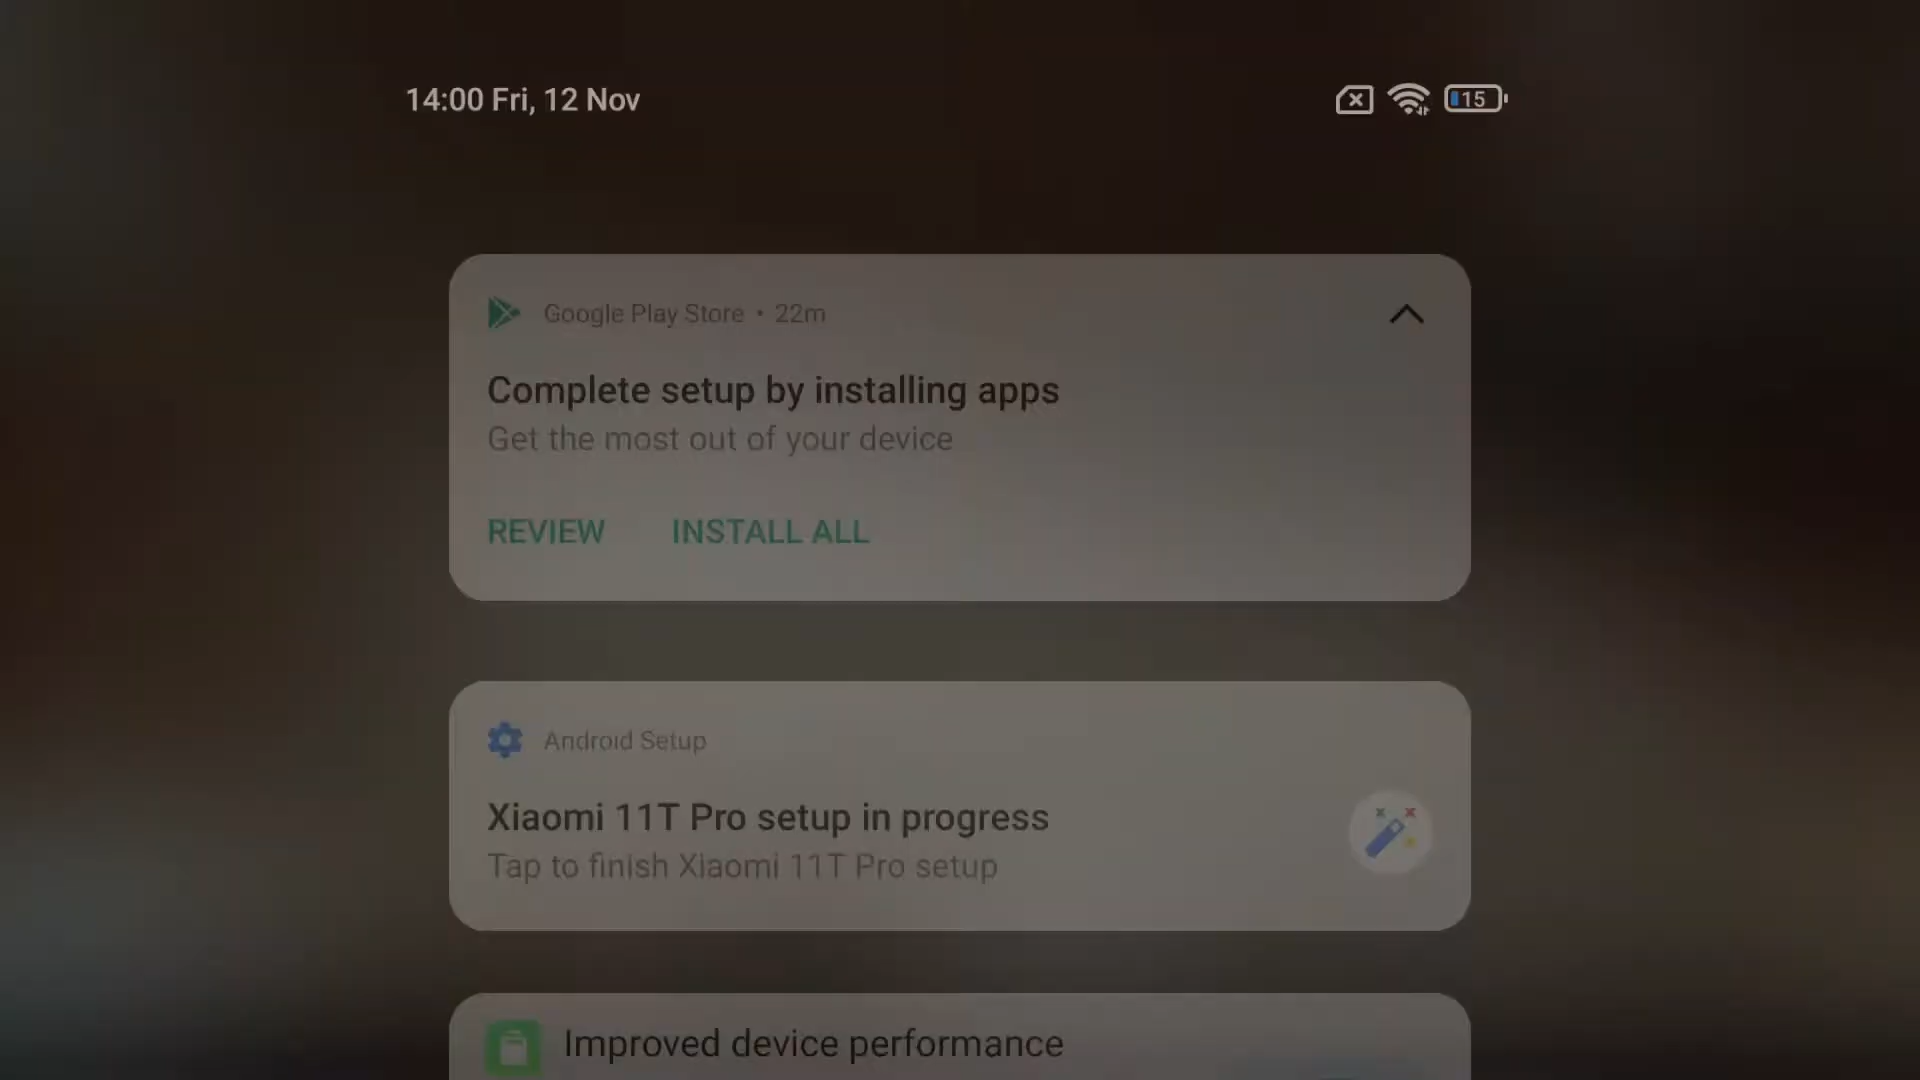 14:00 Fri, 12 Nov
15
Google Play Store • 22m
Complete setup by installing apps
Get the most out of your device
REVIEW INSTALL ALL
Android Setup
Xiaomi 11T Pro setup in progress
Tap to finish Xiaomi 11T Pro setup
Improved device performance